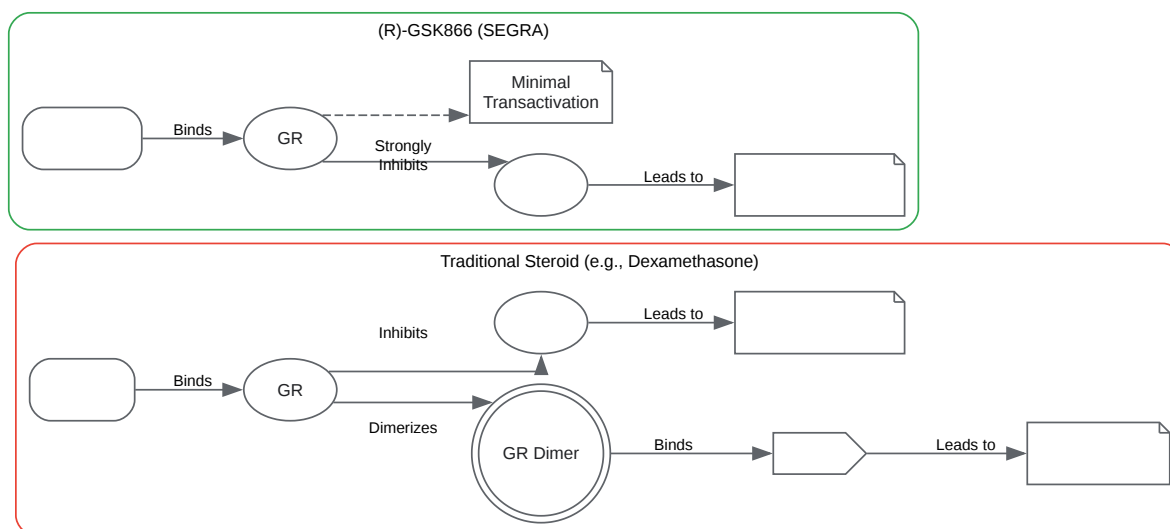 (R)-GSK866 (SEGRA)
Minimal
Transactivation
Binds
GR
Strongly
Inhibits
Leads to
Traditional Steroid (e.g., Dexamethasone)
Inhibits
Leads to
Binds
GR
Dimerizes
GR Dimer
Binds
Leads to